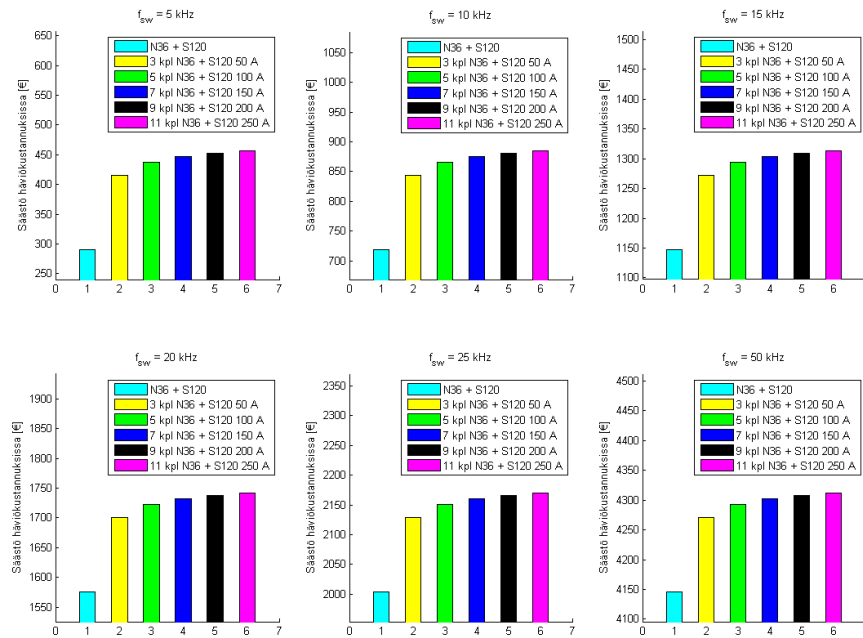 f_sw = 5 kHz
650
600
550
500
450
400
350
300
250
Säästö häviökustannuksissa [€]
N36 + S120
3 kpl N36 + S120 50 A
5 kpl N36 + S120 100 A
7 kpl N36 + S120 150 A
9 kpl N36 + S120 200 A
11 kpl N36 + S120 250 A
0 1 2 3 4 5 6 7
f_sw = 10 kHz
1050
1000
950
900
850
800
750
700
N36 + S120
3 kpl N36 + S120 50 A
5 kpl N36 + S120 100 A
7 kpl N36 + S120 150 A
9 kpl N36 + S120 200 A
11 kpl N36 + S120 250 A
0 1 2 3 4 5 6 7
f_sw = 15 kHz
1500
1450
1400
1350
1300
1250
1200
1150
1100
Säästö häviökustannuksissa [€]
N36 + S120
3 kpl N36 + S120 50 A
5 kpl N36 + S120 100 A
7 kpl N36 + S120 150 A
9 kpl N36 + S120 200 A
11 kpl N36 + S120 250 A
0 1 2 3 4 5 6
f_sw = 20 kHz
1900
1850
1800
1750
1700
1650
1600
1550
Säästö häviökustannuksissa [€]
N36 + S120
3 kpl N36 + S120 50 A
5 kpl N36 + S120 100 A
7 kpl N36 + S120 150 A
9 kpl N36 + S120 200 A
11 kpl N36 + S120 250 A
0 1 2 3 4 5 6 7
f_sw = 25 kHz
2350
2300
2250
2200
2150
2100
2050
2000
Säästö häviökustannuksissa [€]
N36 + S120
3 kpl N36 + S120 50 A
5 kpl N36 + S120 100 A
7 kpl N36 + S120 150 A
9 kpl N36 + S120 200 A
11 kpl N36 + S120 250 A
0 1 2 3 4 5 6 7
f_sw = 50 kHz
4500
4450
4400
4350
4300
4250
4200
4150
4100
Säästö häviökustannuksissa [€]
N36 + S120
3 kpl N36 + S120 50 A
5 kpl N36 + S120 100 A
7 kpl N36 + S120 150 A
9 kpl N36 + S120 200 A
11 kpl N36 + S120 250 A
0 1 2 3 4 5 6